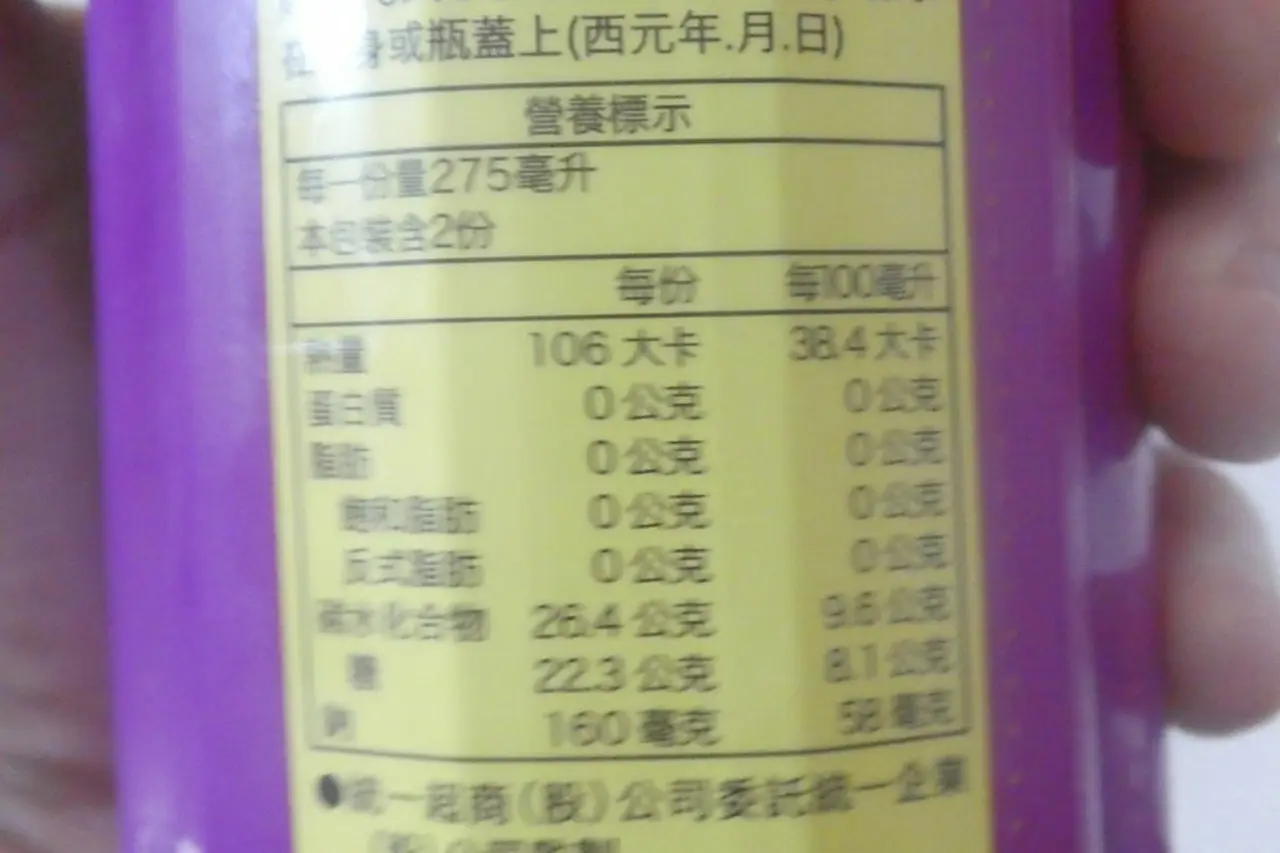 身或瓶蓋上(西元年.月.日)
營養標示
每一份量275毫升
本包裝含2份
每份 每100毫升
熱量 106 大卡 38.4 大卡
蛋白質 0 公克 0 公克
脂肪 0 公克 0 公克
飽和脂肪 0 公克 0 公克
反式脂肪 0 公克 0 公克
碳水化合物 26.4 公克 9.6 公克
糖 22.3 公克 8.1 公克
鈉 160 毫克 58 毫克
●統一超商(股)公司委託統一企業